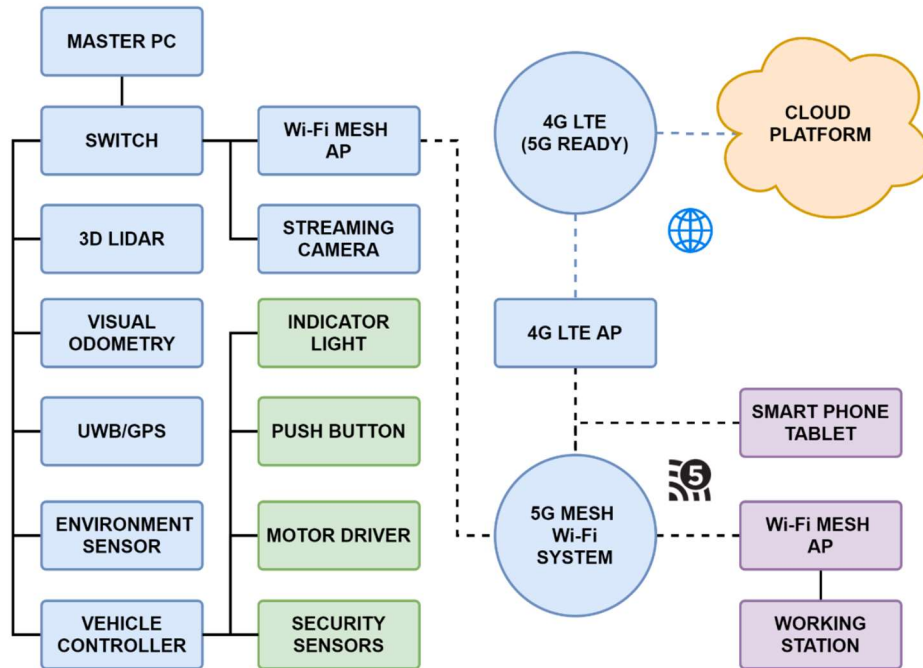 MASTER PC
SWITCH
Wi-Fi MESH
AP
3D LIDAR
STREAMING
CAMERA
VISUAL
ODOMETRY
INDICATOR
LIGHT
UWB/GPS
PUSH BUTTON
ENVIRONMENT
SENSOR
MOTOR DRIVER
VEHICLE
CONTROLLER
SECURITY
SENSORS
4G LTE
(5G READY)
CLOUD
PLATFORM
4G LTE AP
SMART PHONE
TABLET
5
5G MESH
Wi-Fi
SYSTEM
Wi-Fi MESH
AP
WORKING
STATION